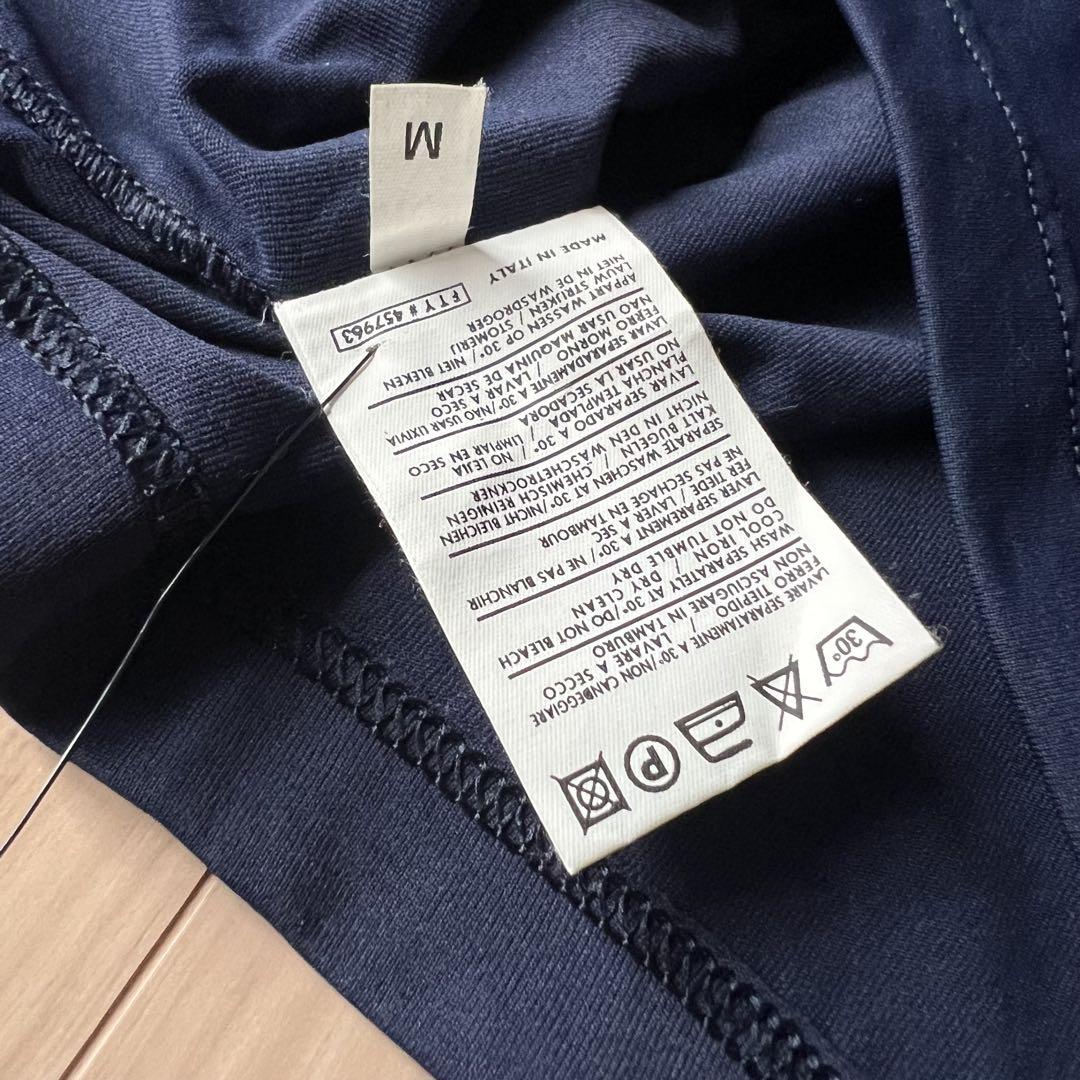 30°
P
LAVARE SEPARATAMENTE A 30°/NON CANDEGGIARE
FERRO TIEPIDO / LAVARE A SECCO
NON ASCIUGARE IN TAMBURO
WASH SEPARATELY AT 30°/DO NOT BLEACH
COOL IRON / DRY CLEAN
DO NOT TUMBLE DRY
LAVER SEPAREMENT A 30°/ NE PAS BLANCHIR
FER TIEDE / LAVER A SEC
NE PAS SECHAGE EN TAMBOUR
SEPARATE WASCHEN AT 30°/NICHT BLEICHEN
KALT BUGELN / CHEMISCH REINIGEN
NICHT IN DEN WASCHETROCKNER
LAVAR SEPARADO A 30° / NO LEJIA
PLANCHA TEMPLADA / LIMPIAR EN SECO
NO USAR LA SECADORA
LAVAR SEPARADAMENTE A 30°/NAO USAR LIXIVIA
FERRO MORNO / LAVAR A SECO
NAO USAR MAQUINA DE SECAR
APPART WASSEN OP 30°/ NIET BLEKEN
LAUW STRIJKEN / STOMERIJ
NIET IN DE WASDROGER
MADE IN ITALY
FTY # 457963
M